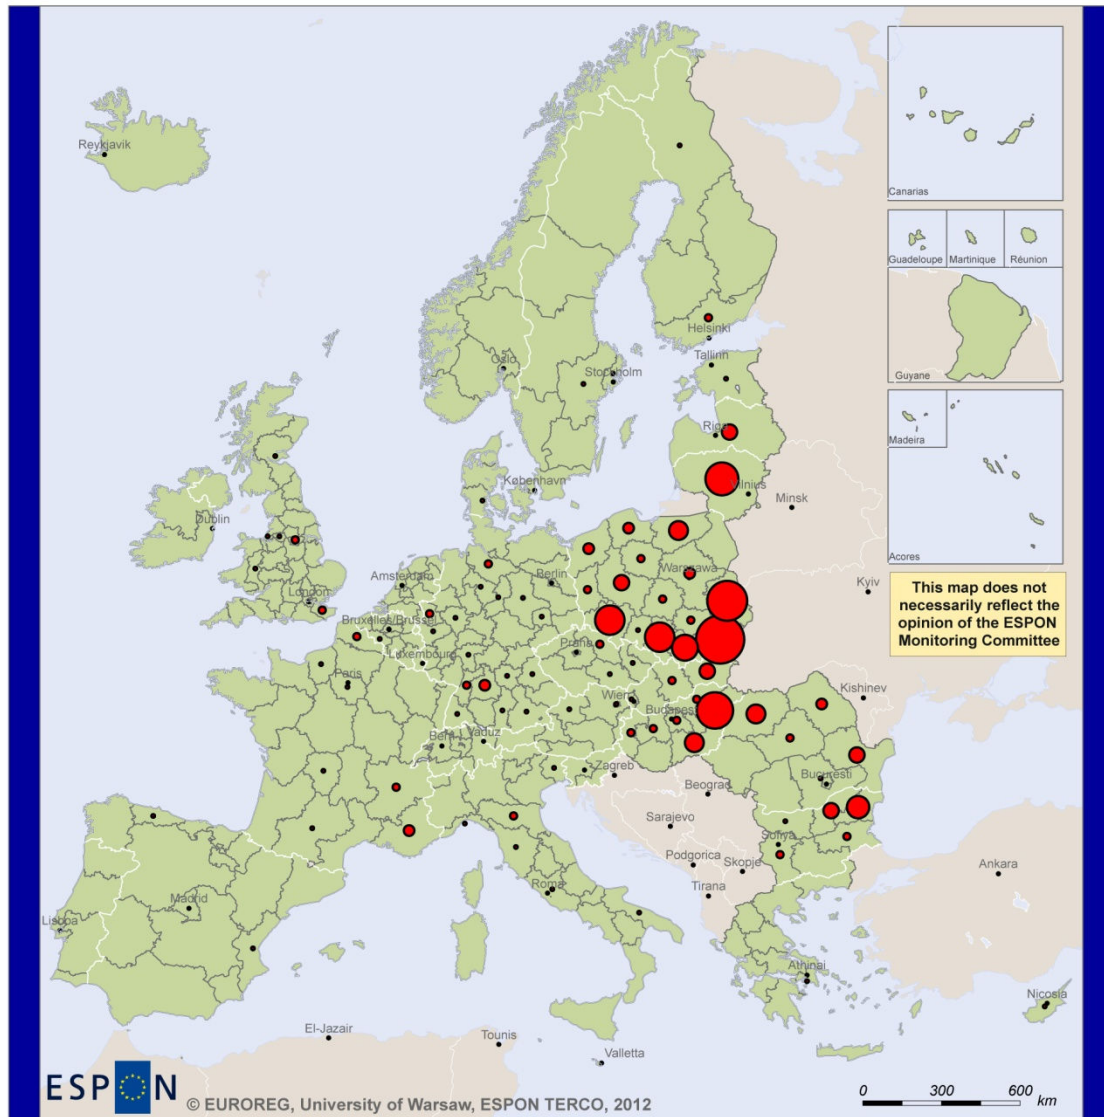 Reykjavik
Canarias
Guadeloupe
Martinique
Réunion
Guyane
Madeira
Acores
This map does not
necessarily reflect the
opinion of the ESPON
Monitoring Committee
Helsinki
Tallinn
Oslo
Stockholm
Riga
København
Vilnius
Minsk
Dublin
London
Amsterdam
Berlin
Warszawa
Kyiv
Bruxelles/Brussel
Luxembourg
Praha
Paris
Wien
Budapest
Kishinev
Bern
Vaduz
Zagreb
Beograd
Bucuresti
Sarajevo
Sofiya
Podgorica
Skopje
Tirana
Ankara
Roma
Madrid
Lisboa
Athinai
Nicosia
El-Jazair
Tounis
Valletta
ESPON
© EUROREG, University of Warsaw, ESPON TERCO, 2012
0 300 600
km